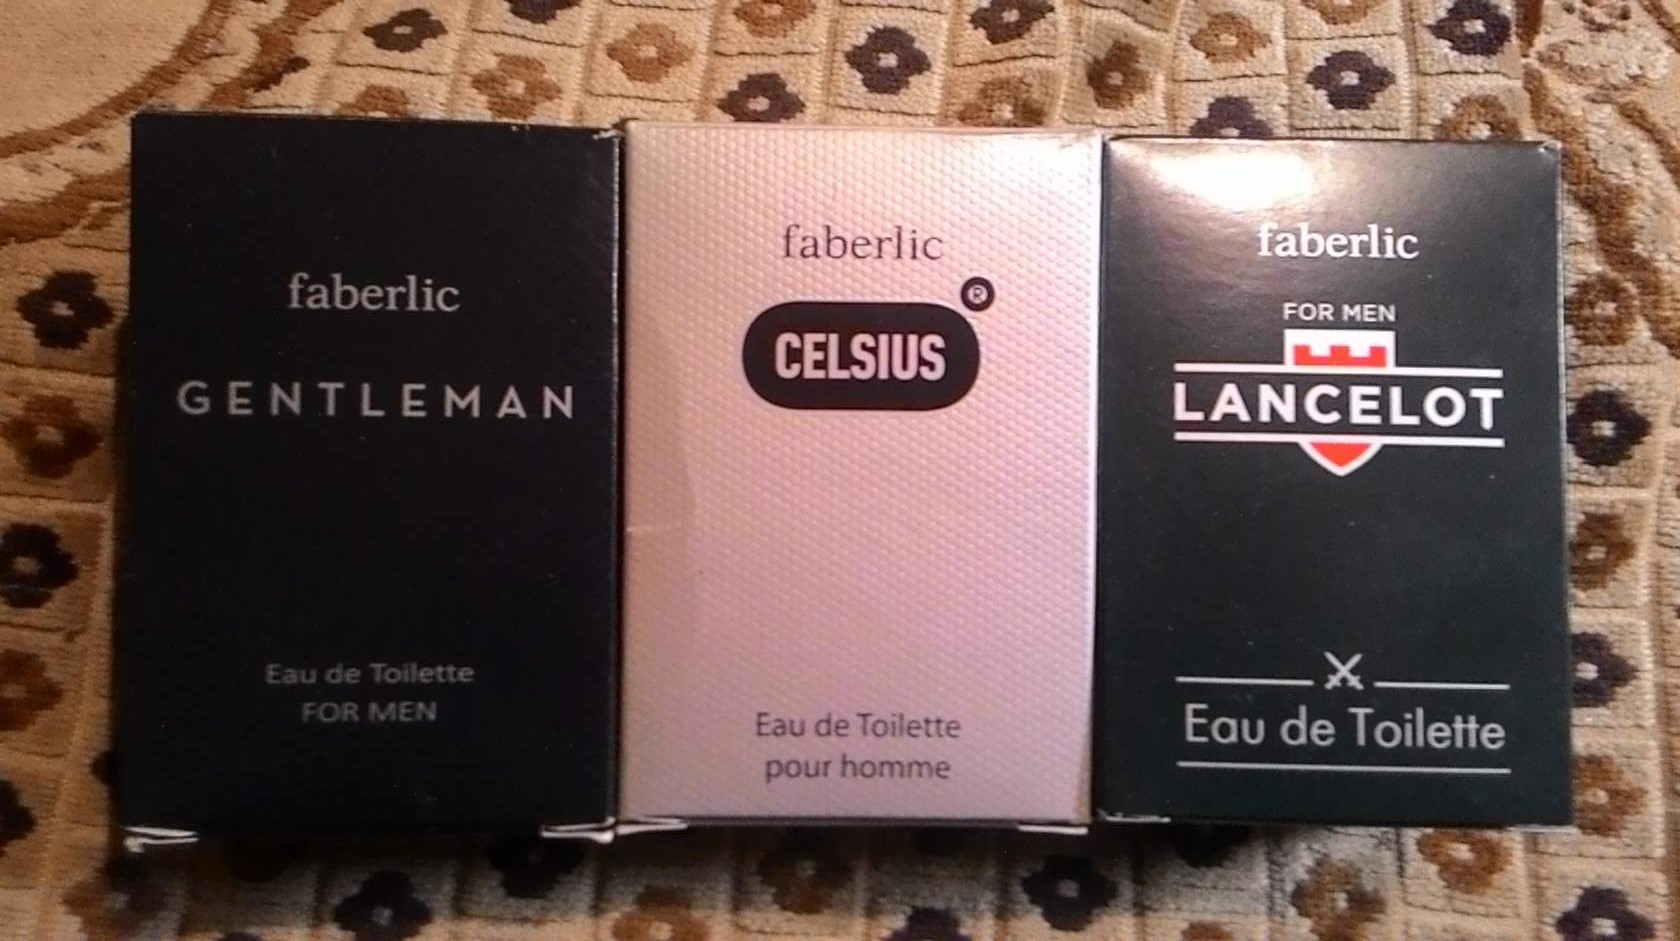 faberlic
GENTLEMAN
Eau de Toilette
FOR MEN
faberlic
®
CELSIUS
Eau de Toilette
pour homme
faberlic
FOR MEN
LANCELOT
Eau de Toilette